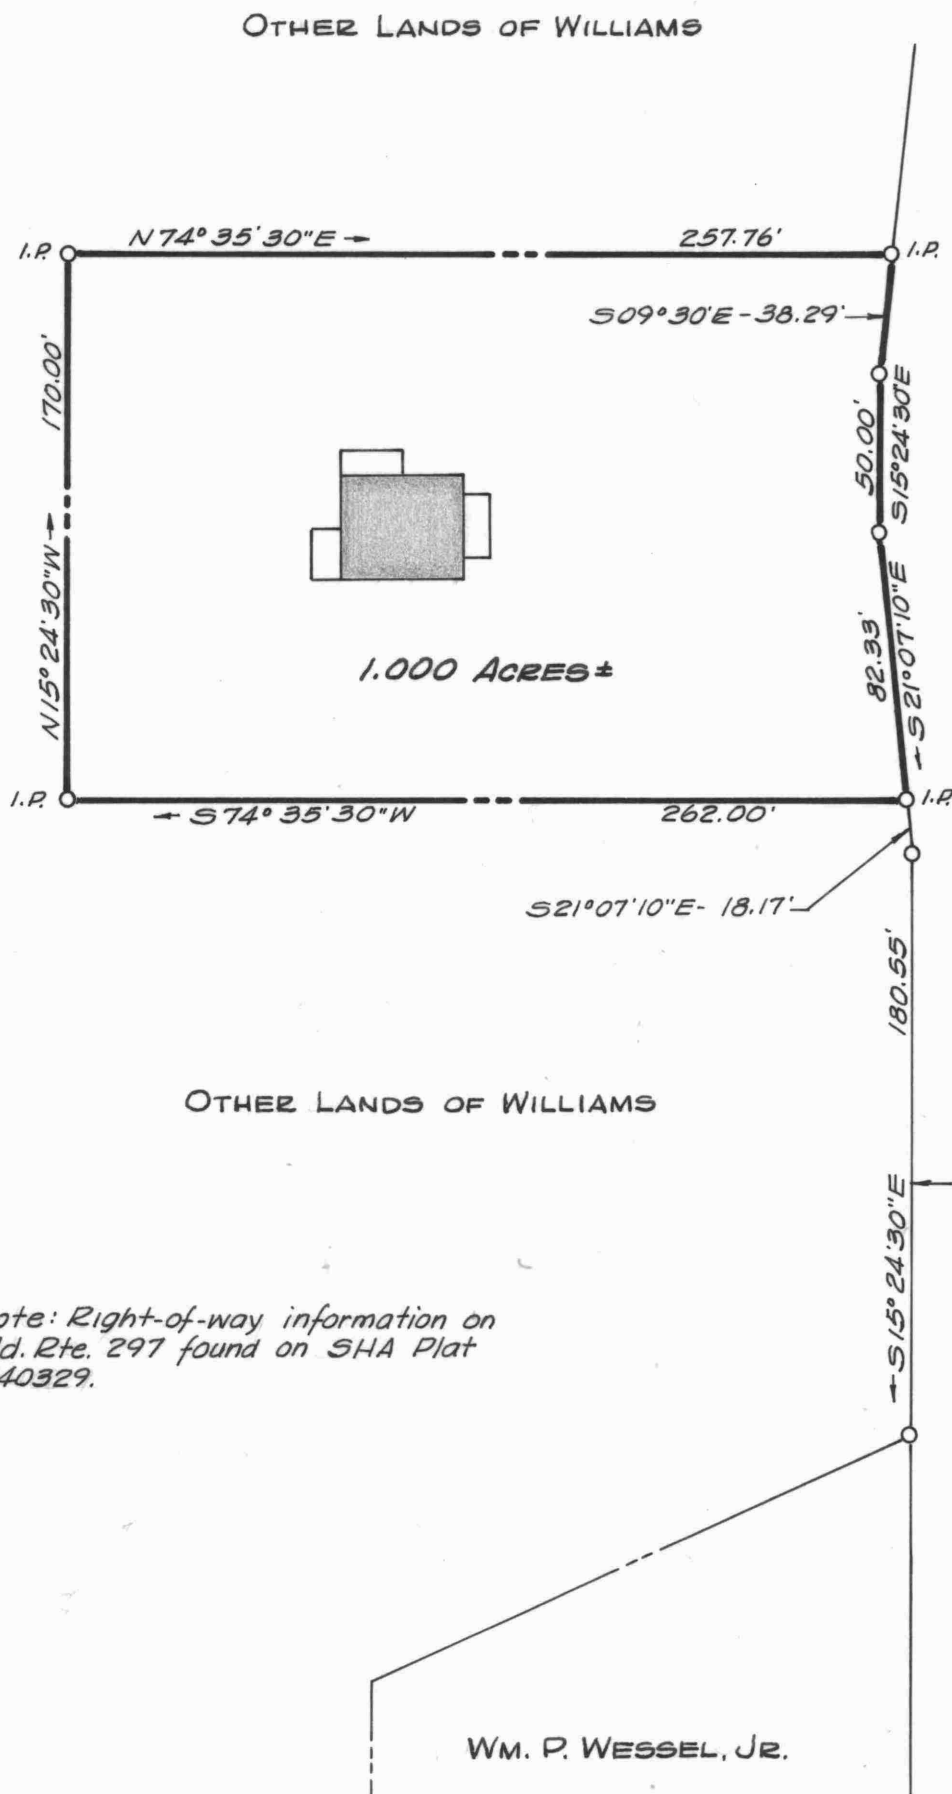 OTHER LANDS OF WILLIAMS
N74°35'30"E →
257.76'
I.P.
I.P.
S09°30'E-38.29'
170.00'
N15°24'30"W→
50.00'
S15°24'30E
82.33'
←S21°07'10"E
1.000 ACRES±
I.P.
I.P.
←S74°35'30"W
262.00'
S21°07'10"E- 18.17'
180.55'
OTHER LANDS OF WILLIAMS
←S15°24'30"E
ote: Right-of-way information on
d. Rte. 297 found on SHA Plat
40329.
WM. P. WESSEL, JR.